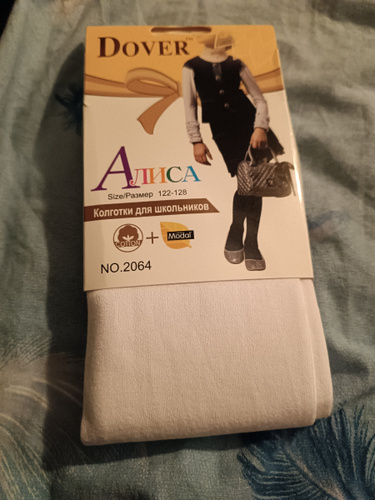 DOVER
АЛИСА
Size/Размер 122-128
Колготки для школьников
COTTON + Modal
NO.2064